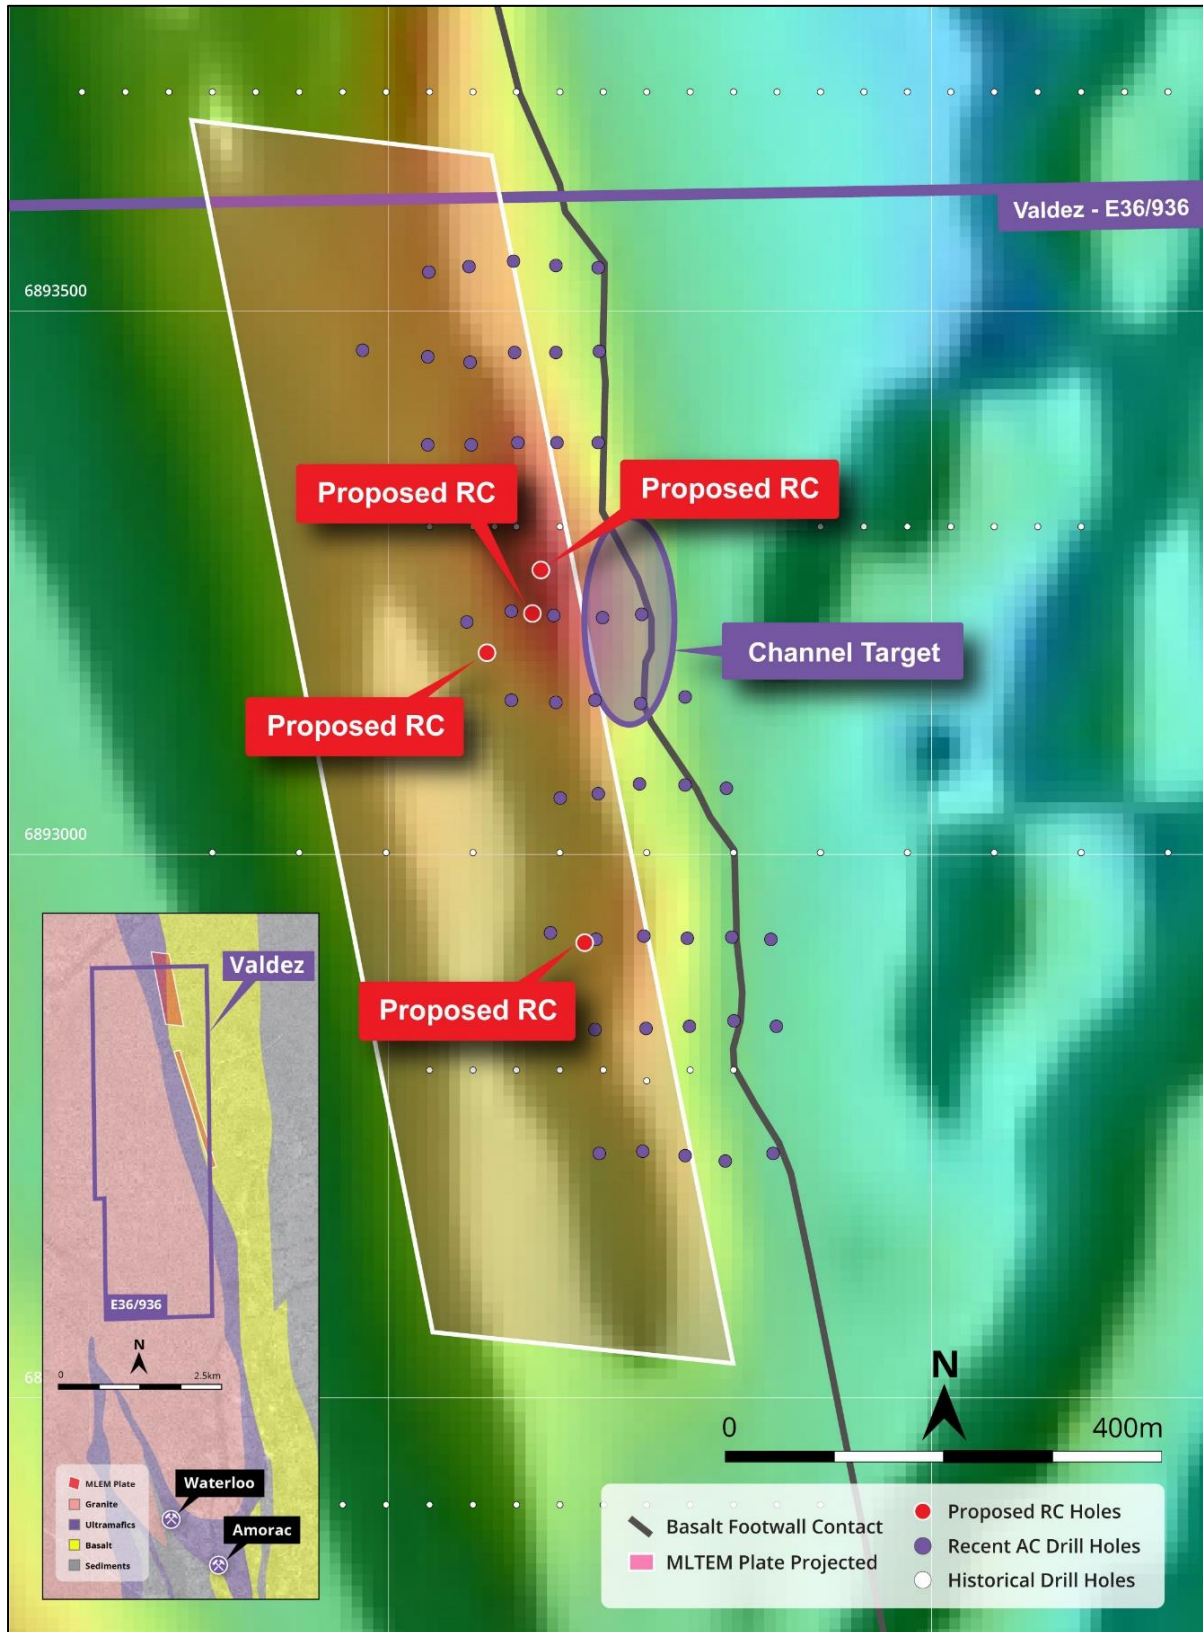 Valdez - E36/936
6893500
Proposed RC
Proposed RC
Channel Target
Proposed RC
6893000
Proposed RC
Valdez
E36/936
N
0
2.5km
68
MLEM Plate
Granite
Ultramafics
Basalt
Sediments
Waterloo
Amorac
N
0
400m
Basalt Footwall Contact
MLTEM Plate Projected
Proposed RC Holes
Recent AC Drill Holes
Historical Drill Holes